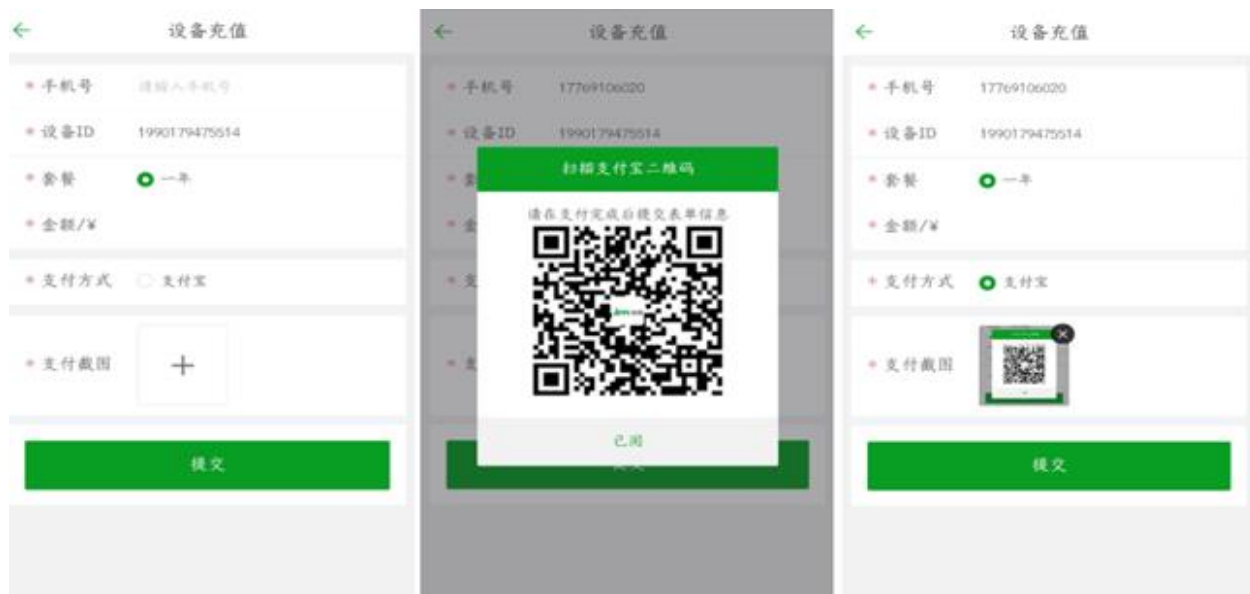 设备充值
* 手机号 请输入手机号
* 设备ID 1990179475514
* 套餐 一年
* 金额/¥
* 支付方式 支付宝
* 支付截图
提交
设备充值
* 手机号 17769106020
* 设备ID 1990179475514
扫描支付宝二维码
请在支付完成后提交表单信息
已阅
设备充值
* 手机号 17769106020
* 设备ID 1990179475514
* 套餐 一年
* 金额/¥
* 支付方式 支付宝
* 支付截图
提交